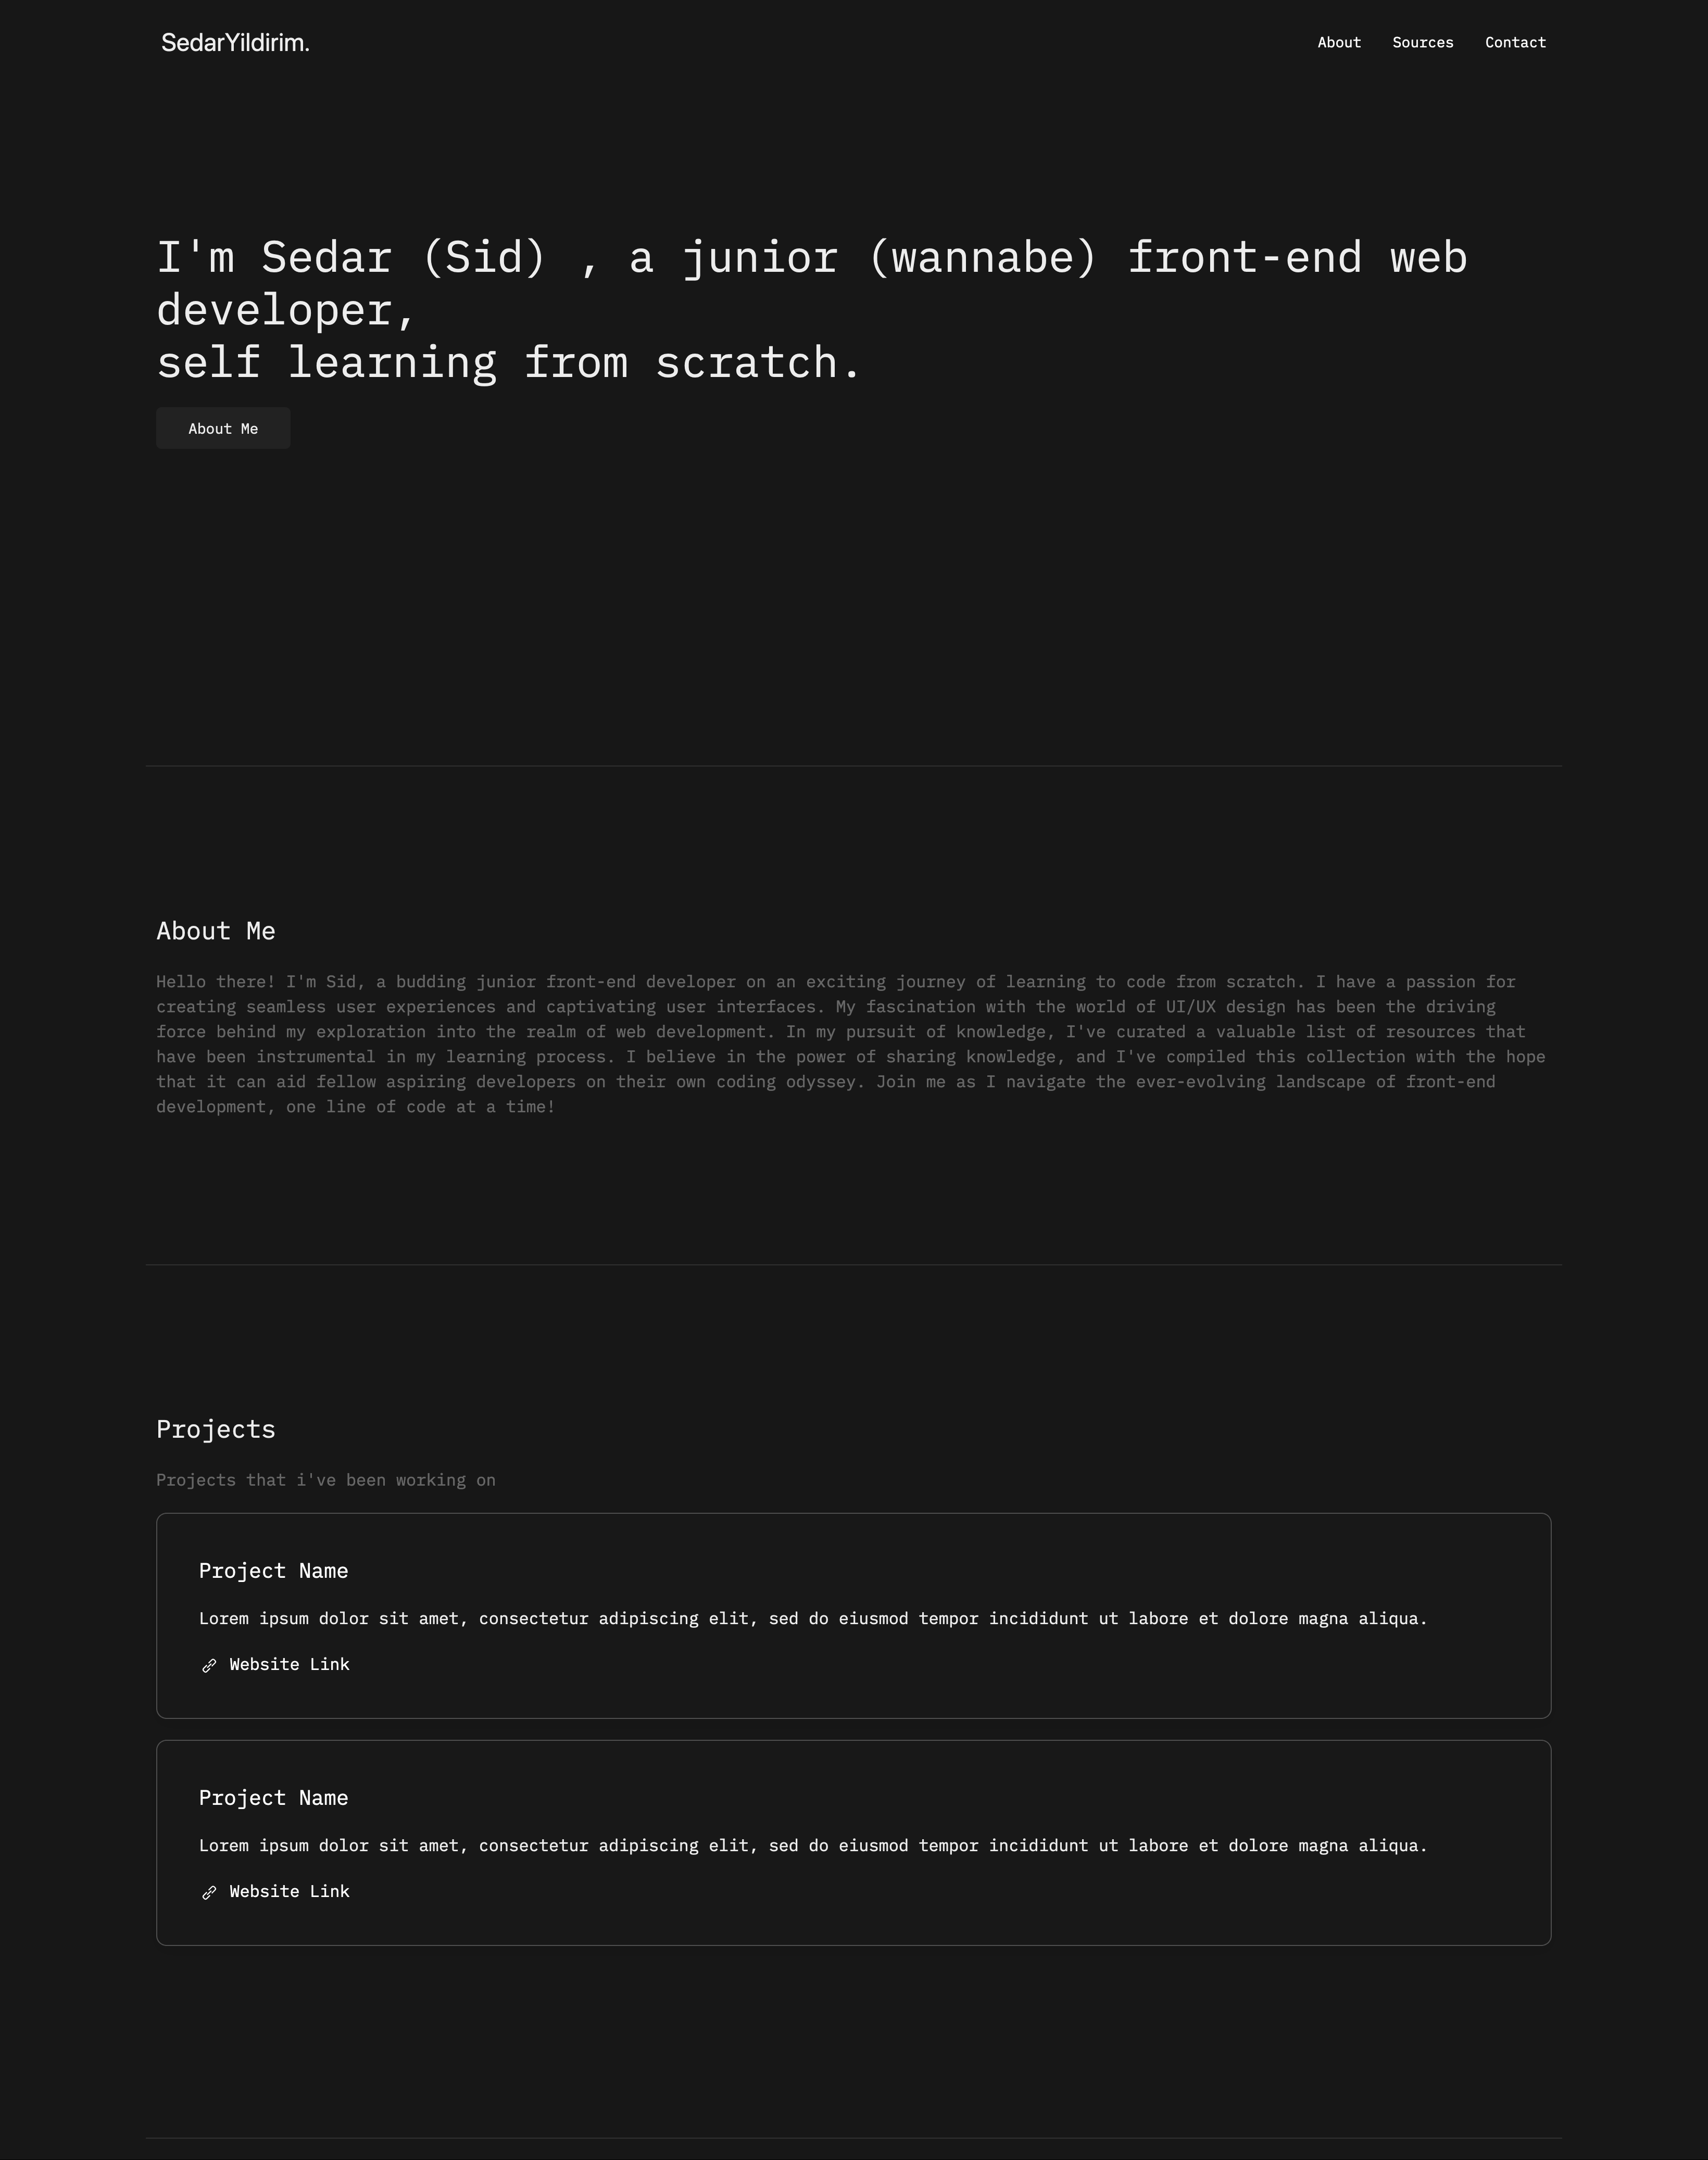 SedarYildirim.
About Sources Contact
I'm Sedar (Sid) , a junior (wannabe) front-end web
developer,
self learning from scratch.
About Me
About Me
Hello there! I'm Sid, a budding junior front-end developer on an exciting journey of learning to code from scratch. I have a passion for
creating seamless user experiences and captivating user interfaces. My fascination with the world of UI/UX design has been the driving
force behind my exploration into the realm of web development. In my pursuit of knowledge, I've curated a valuable list of resources that
have been instrumental in my learning process. I believe in the power of sharing knowledge, and I've compiled this collection with the hope
that it can aid fellow aspiring developers on their own coding odyssey. Join me as I navigate the ever-evolving landscape of front-end
development, one line of code at a time!
Projects
Projects that i've been working on
Project Name
Lorem ipsum dolor sit amet, consectetur adipiscing elit, sed do eiusmod tempor incididunt ut labore et dolore magna aliqua.
Website Link
Project Name
Lorem ipsum dolor sit amet, consectetur adipiscing elit, sed do eiusmod tempor incididunt ut labore et dolore magna aliqua.
Website Link